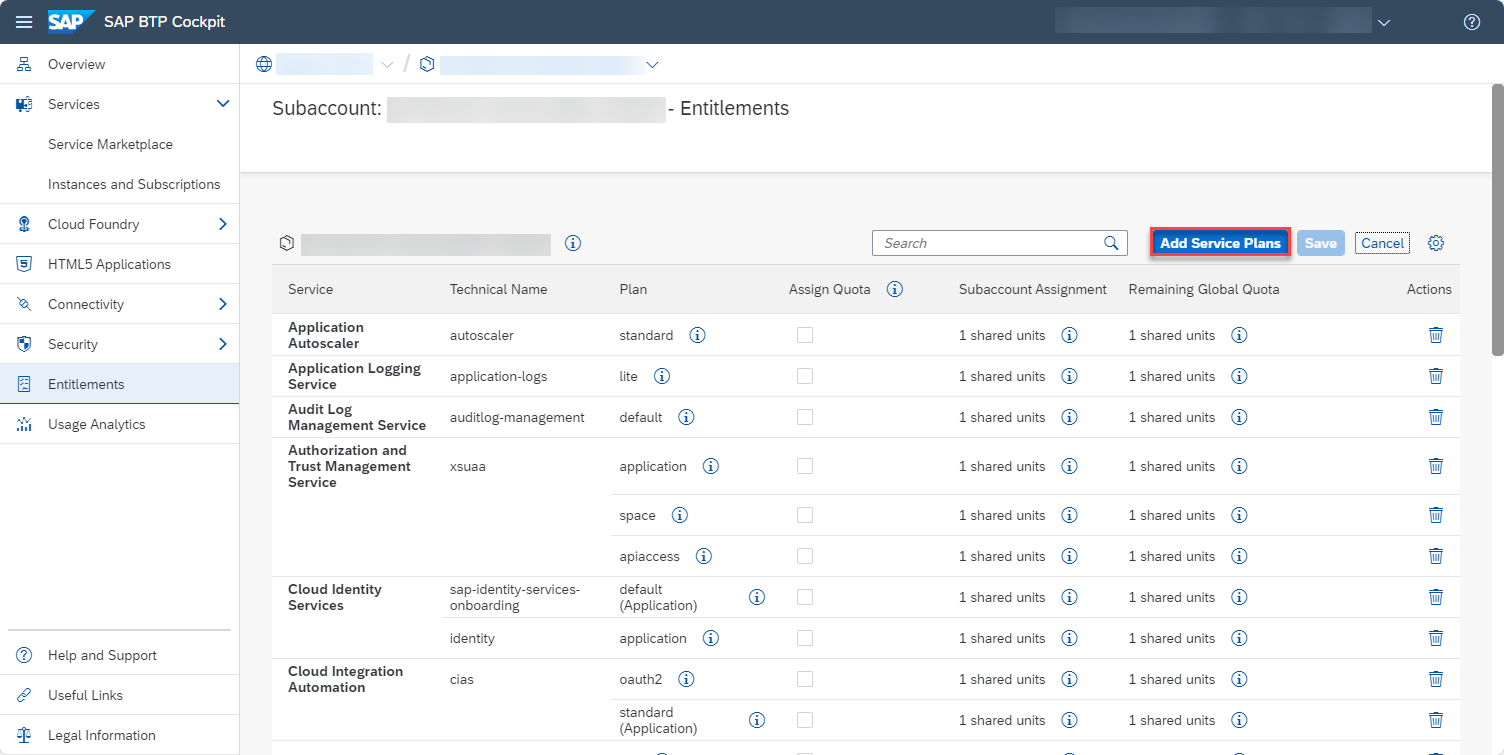 SAP SAP BTP Cockpit
Overview
Services
Service Marketplace
Instances and Subscriptions
Cloud Foundry
HTML5 Applications
Connectivity
Security
Entitlements
Usage Analytics
Help and Support
Useful Links
Legal Information
/
Subaccount: - Entitlements
Search Add Service Plans Save Cancel
Service Technical Name Plan Assign Quota Subaccount Assignment Remaining Global Quota Actions
Application
Autoscaler
autoscaler standard 1 shared units 1 shared units
Application Logging
Service
application-logs lite 1 shared units 1 shared units
Audit Log
Management Service
auditlog-management default 1 shared units 1 shared units
Authorization and
Trust Management
Service
xsuaa application 1 shared units 1 shared units
space 1 shared units 1 shared units
apiaccess 1 shared units 1 shared units
Cloud Identity
Services
sap-identity-services-
onboarding
default
(Application)
1 shared units 1 shared units
identity application 1 shared units 1 shared units
Cloud Integration
Automation
cias oauth2 1 shared units 1 shared units
standard
(Application)
1 shared units 1 shared units